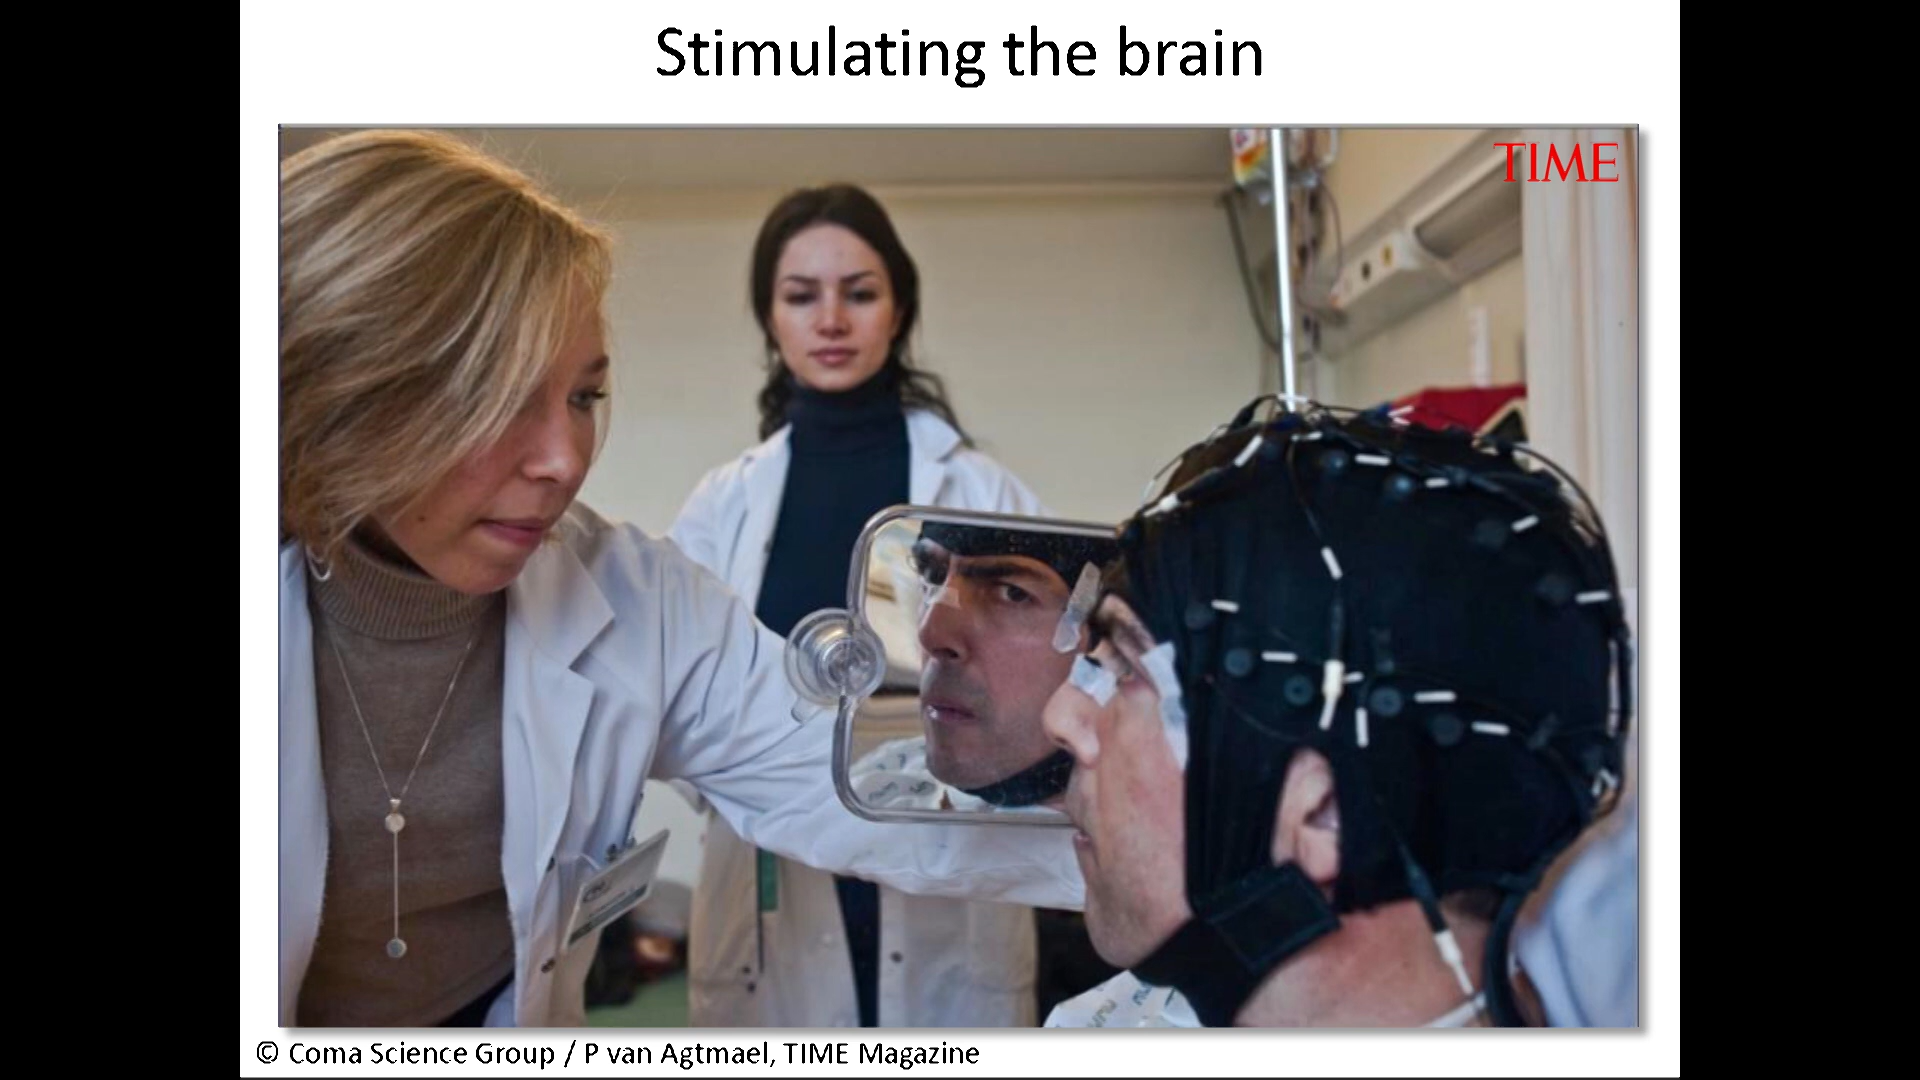 Stimulating the brain
TIME
© Coma Science Group / P van Agtmael, TIME Magazine